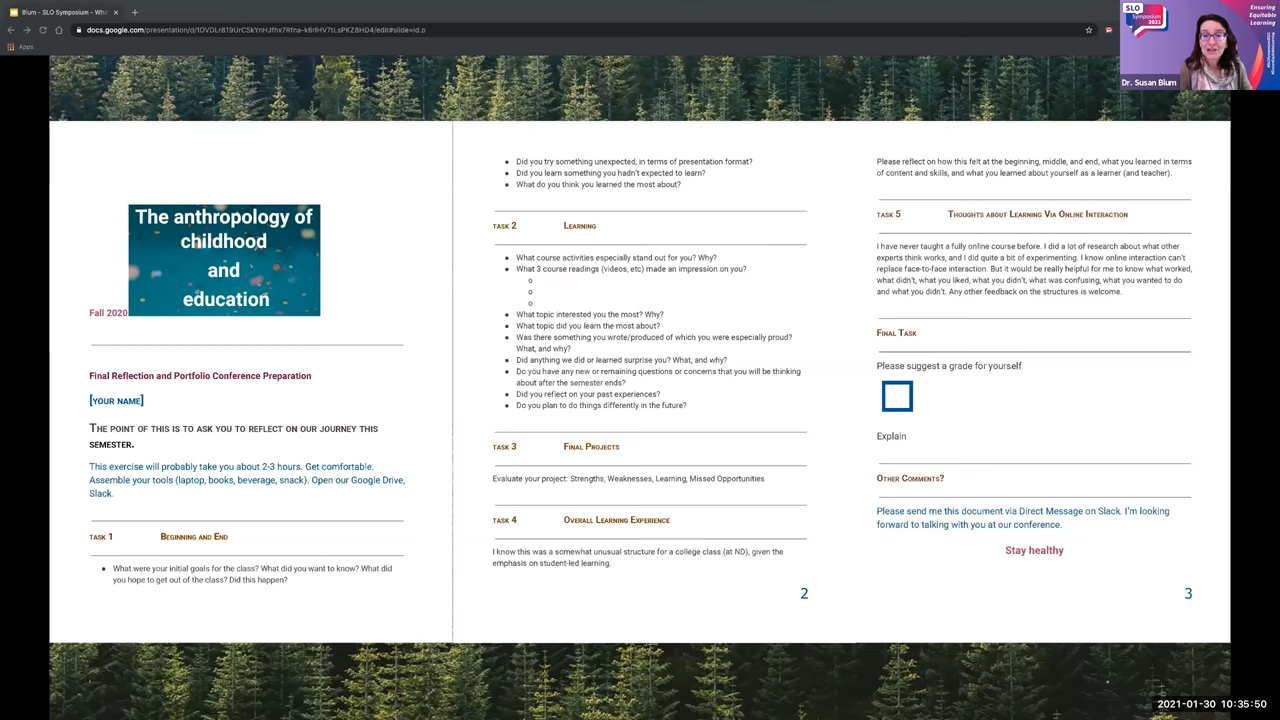 Blum - SLO Symposium - Wha
docs.google.com/presentation/d/1DVDLr819UrCSkYnHJfhx7Rfna-k6rIHV7tLsPKZ8HD4/edit#slide=id.p
Apps
SLO
Symposium
2021
Ensuring
Equitable
Learning
Dr. Susan Blum
The anthropology of
childhood
and
education
Fall 2020
Final Reflection and Portfolio Conference Preparation
[YOUR NAME]
THE POINT OF THIS IS TO ASK YOU TO REFLECT ON OUR JOURNEY THIS
SEMESTER.
This exercise will probably take you about 2-3 hours. Get comfortable.
Assemble your tools (laptop, books, beverage, snack). Open our Google Drive,
Slack.
TASK 1 BEGINNING AND END
• What were your initial goals for the class? What did you want to know? What did
you hope to get out of the class? Did this happen?
• Did you try something unexpected, in terms of presentation format?
• Did you learn something you hadn't expected to learn?
• What do you think you learned the most about?
TASK 2 LEARNING
• What course activities especially stand out for you? Why?
• What 3 course readings (videos, etc) made an impression on you?
o
o
o
• What topic interested you the most? Why?
• What topic did you learn the most about?
• Was there something you wrote/produced of which you were especially proud?
What, and why?
• Did anything we did or learned surprise you? What, and why?
• Do you have any new or remaining questions or concerns that you will be thinking
about after the semester ends?
• Did you reflect on your past experiences?
• Do you plan to do things differently in the future?
TASK 3 FINAL PROJECTS
Evaluate your project: Strengths, Weaknesses, Learning, Missed Opportunities
TASK 4 OVERALL LEARNING EXPERIENCE
I know this was a somewhat unusual structure for a college class (at ND), given the
emphasis on student-led learning.
2
Please reflect on how this felt at the beginning, middle, and end, what you learned in terms
of content and skills, and what you learned about yourself as a learner (and teacher).
TASK 5 THOUGHTS ABOUT LEARNING VIA ONLINE INTERACTION
I have never taught a fully online course before. I did a lot of research about what other
experts think works, and I did quite a bit of experimenting. I know online interaction can't
replace face-to-face interaction. But it would be really helpful for me to know what worked,
what didn't, what you liked, what you didn't, what was confusing, what you wanted to do
and what you didn't. Any other feedback on the structures is welcome.
FINAL TASK
Please suggest a grade for yourself
Explain
OTHER COMMENTS?
Please send me this document via Direct Message on Slack. I'm looking
forward to talking with you at our conference.
Stay healthy
3
2021-01-30 10:35:50